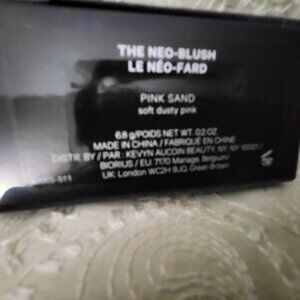 THE NEO-BLUSH
LE NÉO-FARD
PINK SAND
soft dusty pink
6.8 g/POIDS NET WT. 0.2 OZ
MADE IN CHINA / FABRIQUÉ EN CHINE
DISTR. BY / PAR : KEVYN AUCOIN BEAUTY, NY, NY 10001 /
BIORIUS / EU: 7170 Manage, Belgium/
UK: London WC2H 9JQ, Great Britain